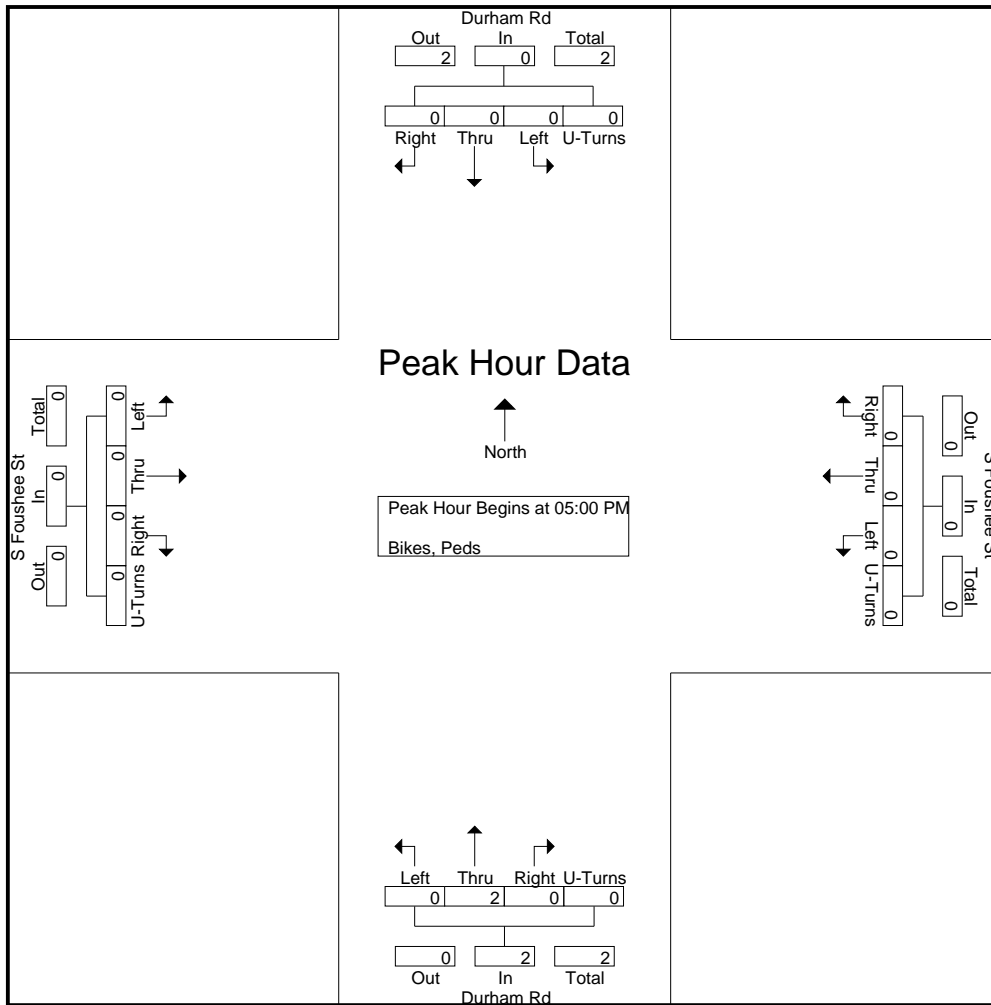 Durham Rd
Out In Total
2 0 2
0 0 0 0
Right Thru Left U-Turns
Peak Hour Data
North
Peak Hour Begins at 05:00 PM
Bikes, Peds
S Foushee St
Total In Out
0 0 0
0 0 0 0
Left Thru Right U-Turns
Right Thru Left U-Turns
0 0 0 0
Out In Total
0 0 0
S Foushee St
Left Thru Right U-Turns
0 2 0 0
0 2 2
Out In Total
Durham Rd